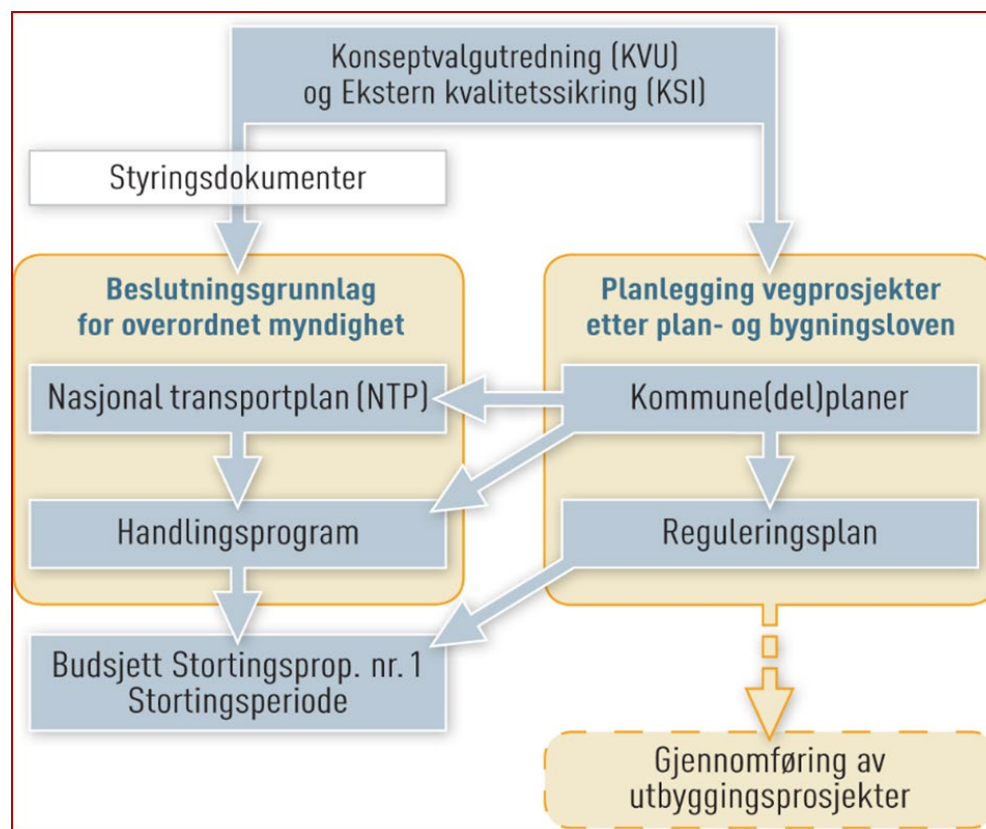 Konseptvalgutredning (KVU)
og Ekstern kvalitetssikring (KSI)
Styringsdokumenter
Beslutningsgrunnlag
for overordnet myndighet
Nasjonal transportplan (NTP)
Handlingsprogram
Budsjett Stortingsprop. nr. 1
Stortingsperiode
Planlegging vegprosjekter
etter plan- og bygningsloven
Kommune(del)planer
Reguleringsplan
Gjennomføring av
utbyggingsprosjekter